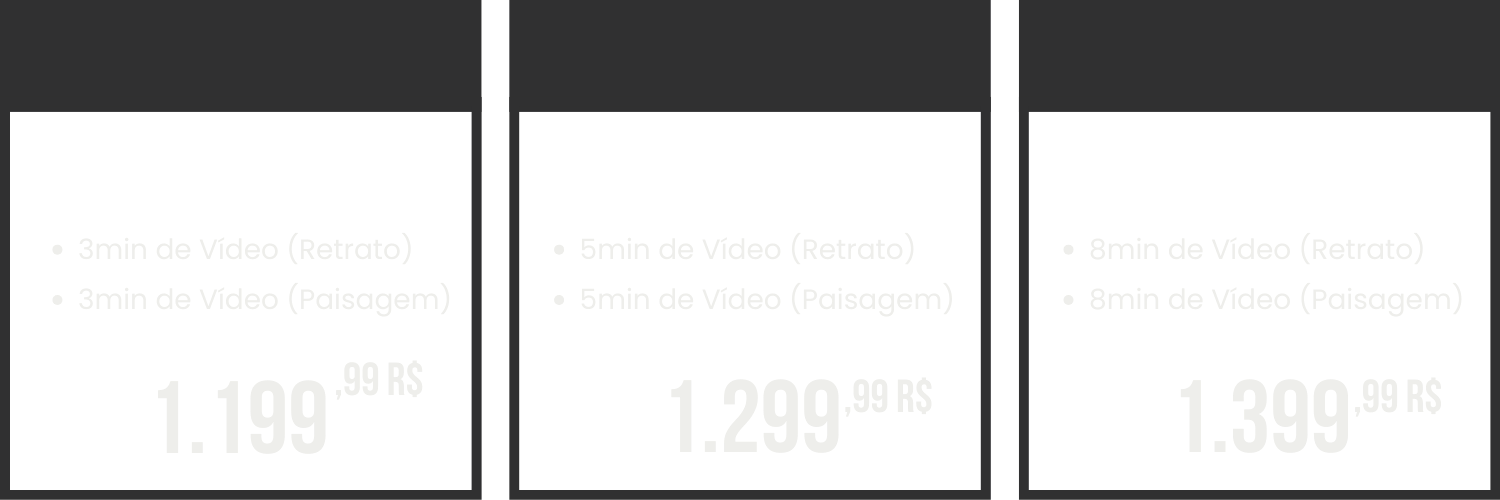 • 3min de Vídeo (Retrato)
• 3min de Vídeo (Paisagem)
1.199,99 R$
• 5min de Vídeo (Retrato)
• 5min de Vídeo (Paisagem)
1.299,99 R$
• 8min de Vídeo (Retrato)
• 8min de Vídeo (Paisagem)
1.399,99 R$